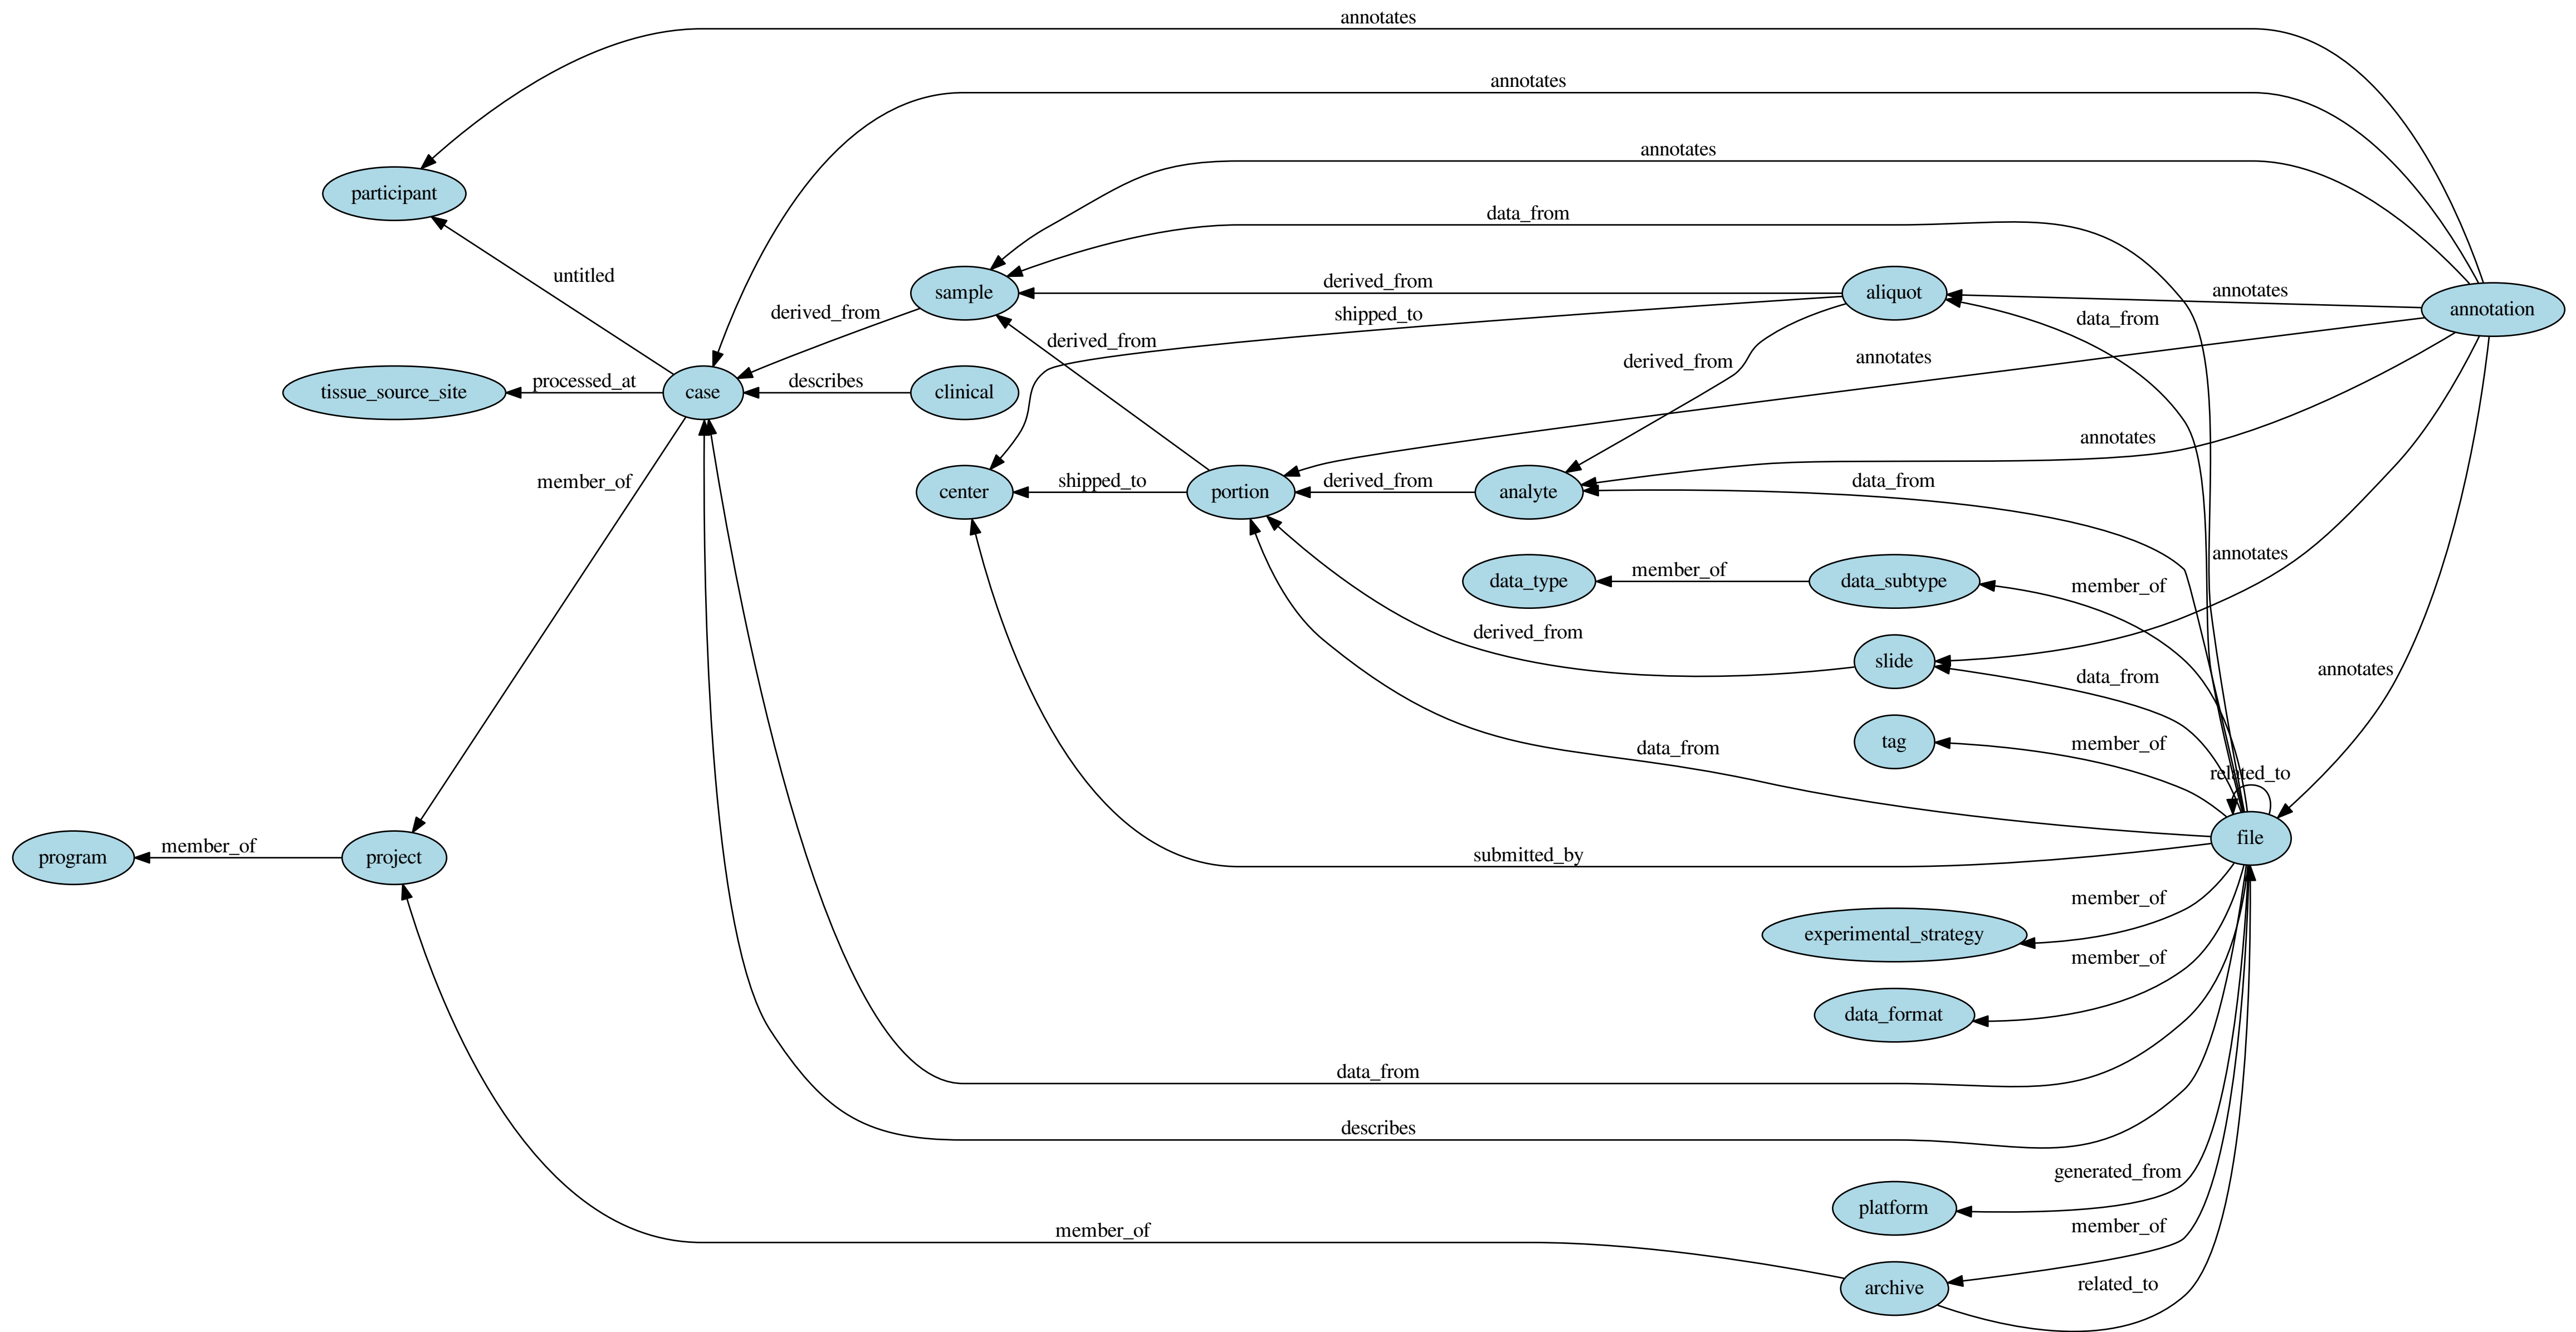 annotates
annotates
annotates
participant
data_from
untitled
sample
derived_from
aliquot
annotates
annotation
derived_from
shipped_to
data_from
derived_from
derived_from
annotates
tissue_source_site
processed_at
case
describes
clinical
annotates
member_of
center
shipped_to
portion
derived_from
analyte
data_from
annotates
data_type
member_of
data_subtype
member_of
derived_from
slide
data_from
annotates
tag
member_of
data_from
related_to
file
program
member_of
project
submitted_by
member_of
experimental_strategy
member_of
data_format
data_from
describes
generated_from
platform
member_of
member_of
archive
related_to